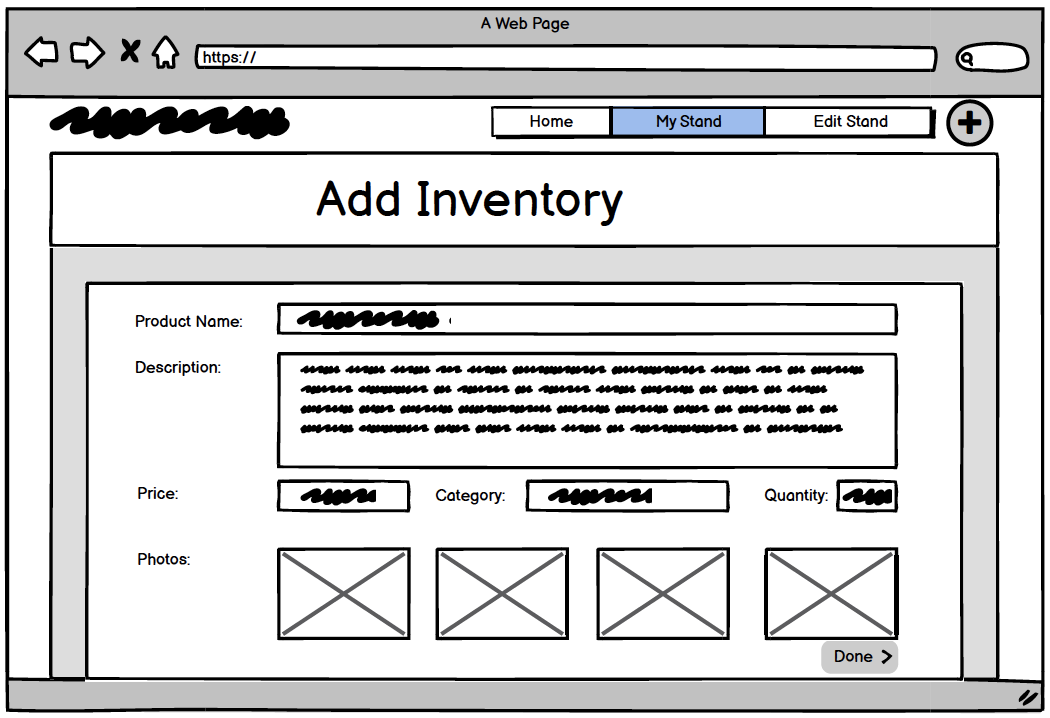 A Web Page
https://
Home My Stand Edit Stand
Add Inventory
Product Name:
Description:
Price: Category: Quantity:
Photos:
Done